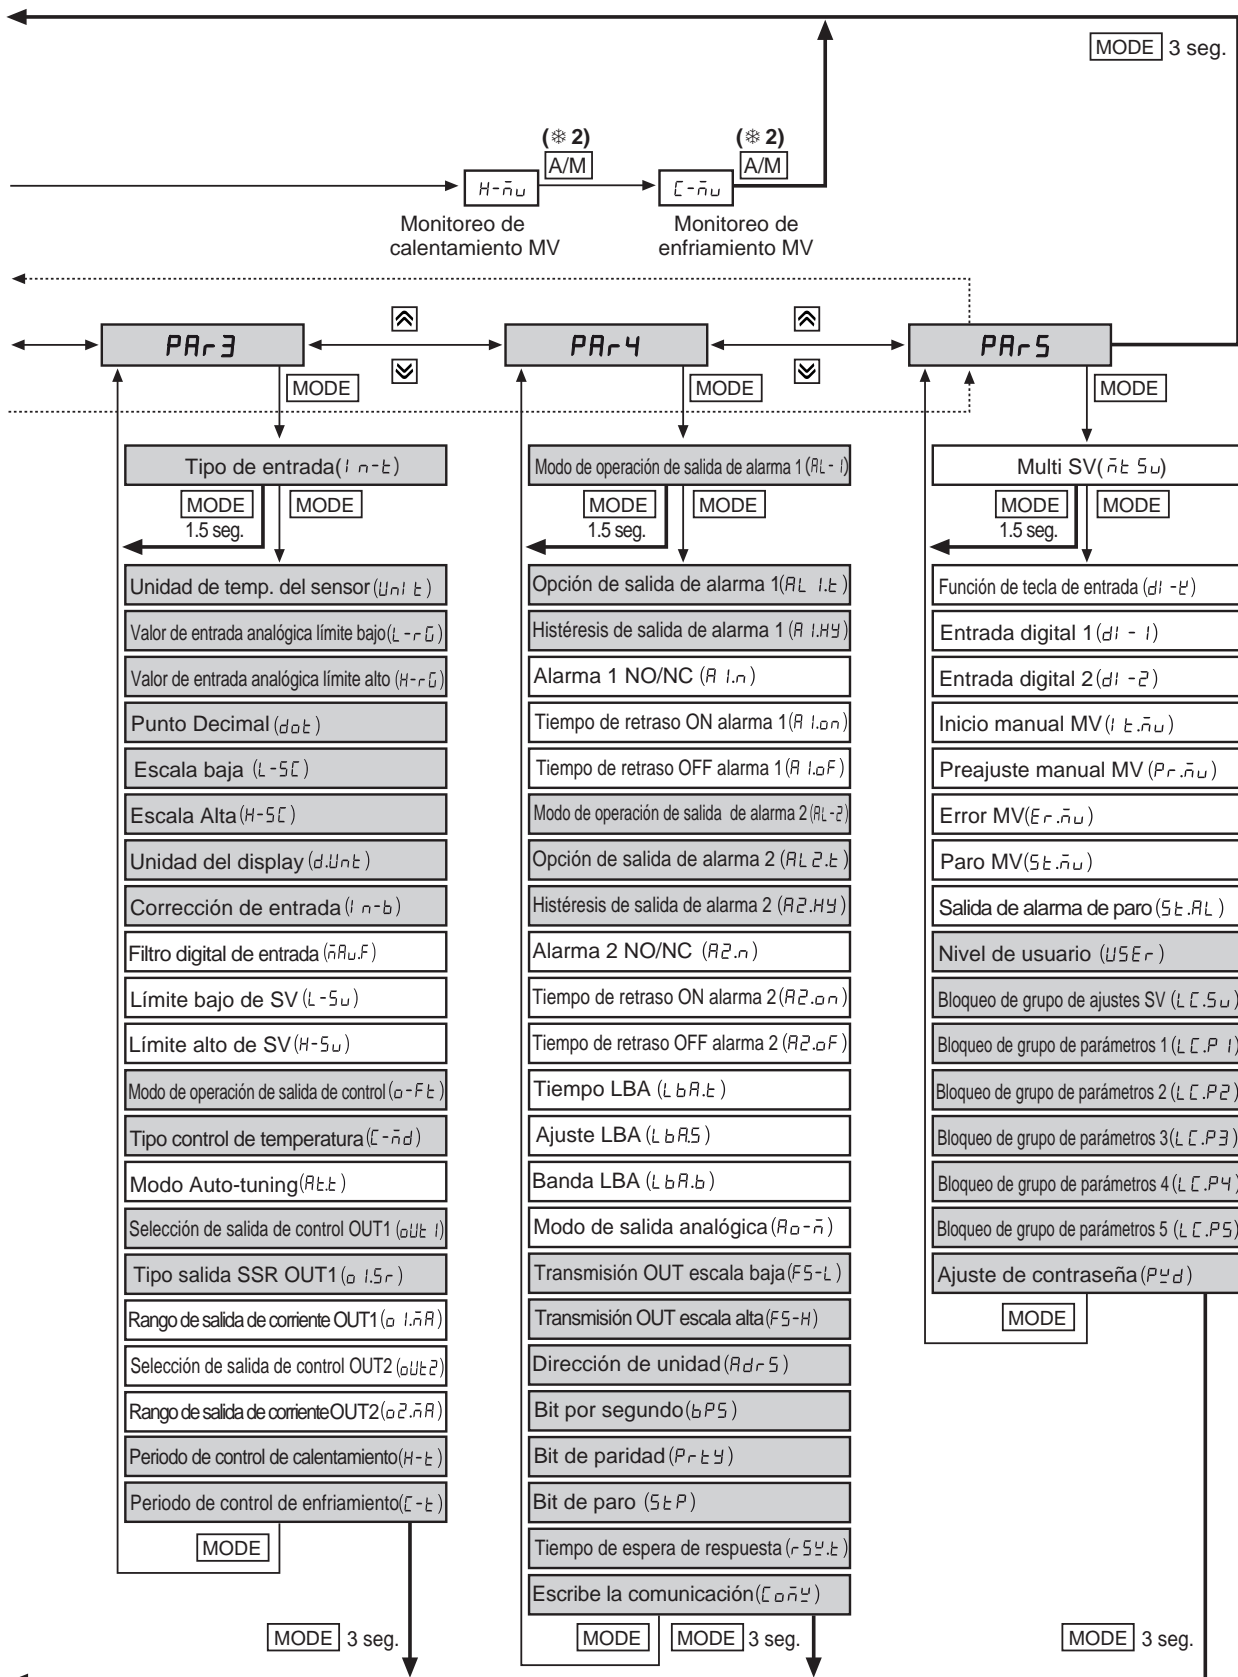 MODE 3 seg.
(❄ 2)
(❄ 2)
A/M
A/M
H-ñu
C-ñu
Monitoreo de
calentamiento MV
Monitoreo de
enfriamiento MV
PAr3
PAr4
PAr5
MODE
MODE
MODE
Tipo de entrada(In-t)
MODE
MODE
1.5 seg.
Unidad de temp. del sensor(UnIt)
Valor de entrada analógica límite bajo(L-rG)
Valor de entrada analógica límite alto (H-rG)
Punto Decimal(dot)
Escala baja (L-SC)
Escala Alta(H-SC)
Unidad del display(d.Unt)
Corrección de entrada(In-b)
Filtro digital de entrada(ñAu.F)
Límite bajo de SV(L-Su)
Límite alto de SV(H-Su)
Modo de operación de salida de control(o-Ft)
Tipo control de temperatura(C-ñd)
Modo Auto-tuning(At.t)
Selección de salida de control OUT1 (oUt1)
Tipo salida SSR OUT1(o1.Sr)
Rango de salida de corriente OUT1(o1.ñA)
Selección de salida de control OUT2(oUt2)
Rango de salida de corriente OUT2(o2.ñA)
Periodo de control de calentamiento(H-t)
Periodo de control de enfriamiento(C-t)
MODE
MODE 3 seg.
Modo de operación de salida de alarma 1(AL-1)
MODE
MODE
1.5 seg.
Opción de salida de alarma 1(AL1.t)
Histéresis de salida de alarma 1 (A1.HY)
Alarma 1 NO/NC (A1.n)
Tiempo de retraso ON alarma 1(A1.on)
Tiempo de retraso OFF alarma 1(A1.oF)
Modo de operación de salida de alarma 2(AL-2)
Opción de salida de alarma 2 (AL2.t)
Histéresis de salida de alarma 2 (A2.HY)
Alarma 2 NO/NC (A2.n)
Tiempo de retraso ON alarma 2(A2.on)
Tiempo de retraso OFF alarma 2 (A2.oF)
Tiempo LBA (LbA.t)
Ajuste LBA (LbA.S)
Banda LBA (LbA.b)
Modo de salida analógica(Ao-ñ)
Transmisión OUT escala baja(FS-L)
Transmisión OUT escala alta(FS-H)
Dirección de unidad(AdrS)
Bit por segundo(bPS)
Bit de paridad(PrtY)
Bit de paro (StP)
Tiempo de espera de respuesta(rSY.t)
Escribe la comunicación(CoñY)
MODE
MODE 3 seg.
Multi SV(ñtSu)
MODE
MODE
1.5 seg.
Función de tecla de entrada (dI-K)
Entrada digital 1(dI-1)
Entrada digital 2(dI-2)
Inicio manual MV(It.ñu)
Preajuste manual MV (Pr.ñu)
Error MV(Er.ñu)
Paro MV(St.ñu)
Salida de alarma de paro(St.AL)
Nivel de usuario (USEr)
Bloqueo de grupo de ajustes SV (LC.Su)
Bloqueo de grupo de parámetros 1(LC.P1)
Bloqueo de grupo de parámetros 2 (LC.P2)
Bloqueo de grupo de parámetros 3(LC.P3)
Bloqueo de grupo de parámetros 4(LC.P4)
Bloqueo de grupo de parámetros 5 (LC.P5)
Ajuste de contraseña(PYd)
MODE
MODE 3 seg.